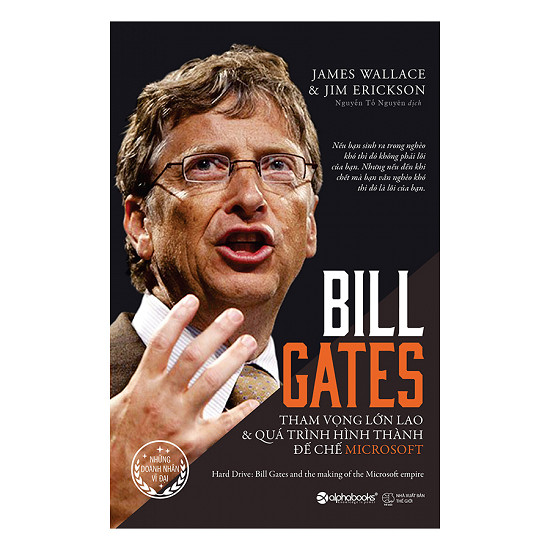 JAMES WALLACE
& JIM ERICKSON
Nguyễn Tố Nguyên dịch
Nếu bạn sinh ra trong nghèo
khó thì đó không phải lỗi
của bạn. Nhưng nếu đến khi
chết mà bạn vẫn nghèo khó
thì đó là lỗi của bạn.
BILL
GATES
THAM VỌNG LỚN LAO
& QUÁ TRÌNH HÌNH THÀNH
ĐẾ CHẾ MICROSOFT
NHỮNG
DOANH NHÂN
VĨ ĐẠI
Hard Drive: Bill Gates and the making of the Microsoft empire
alphabooks
knowledge is power
NHÀ XUẤT BẢN
THẾ GIỚI